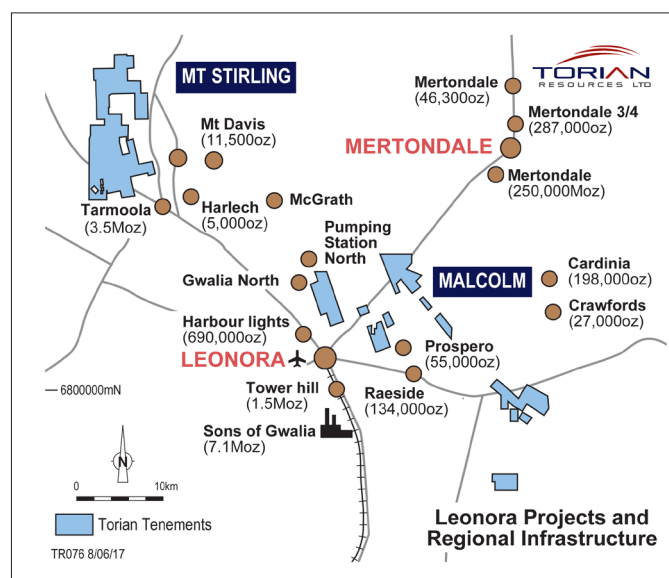 MT STIRLING
TORIAN
RESOURCES LTD
Mertondale
(46,300oz)
Mt Davis
(11,500oz)
Mertondale 3/4
(287,000oz)
MERTONDALE
Mertondale
(250,000Moz)
Tarmoola
(3.5Moz)
Harlech
(5,000oz)
McGrath
Pumping
Station
North
Gwalia North
MALCOLM
Cardinia
(198,000oz)
Crawfords
(27,000oz)
Harbour lights
(690,000oz)
LEONORA
Prospero
(55,000oz)
6800000mN
Tower hill
(1.5Moz)
Raeside
(134,000oz)
Sons of Gwalia
(7.1Moz)
N
0 10km
Torian Tenements
Leonora Projects and
Regional Infrastructure
TR076 8/06/17